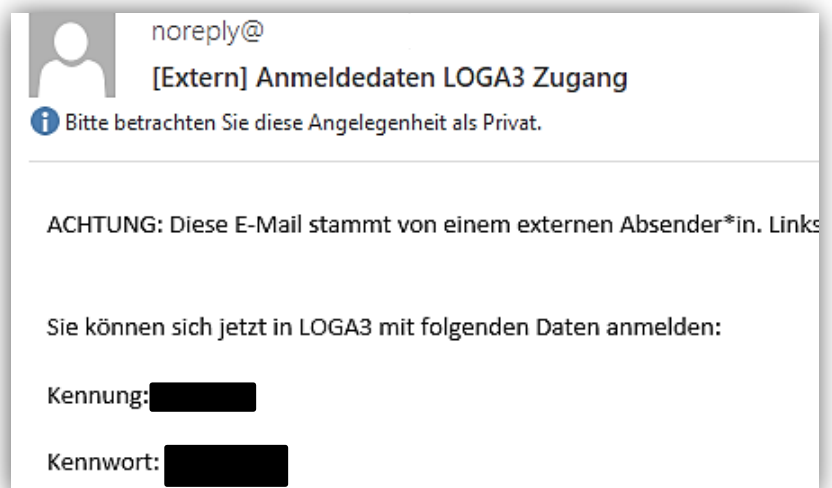 noreply@
[Extern] Anmeldedaten LOGA3 Zugang
Bitte betrachten Sie diese Angelegenheit als Privat.
ACHTUNG: Diese E-Mail stammt von einem externen Absender*in. Links
Sie können sich jetzt in LOGA3 mit folgenden Daten anmelden:
Kennung:
Kennwort: